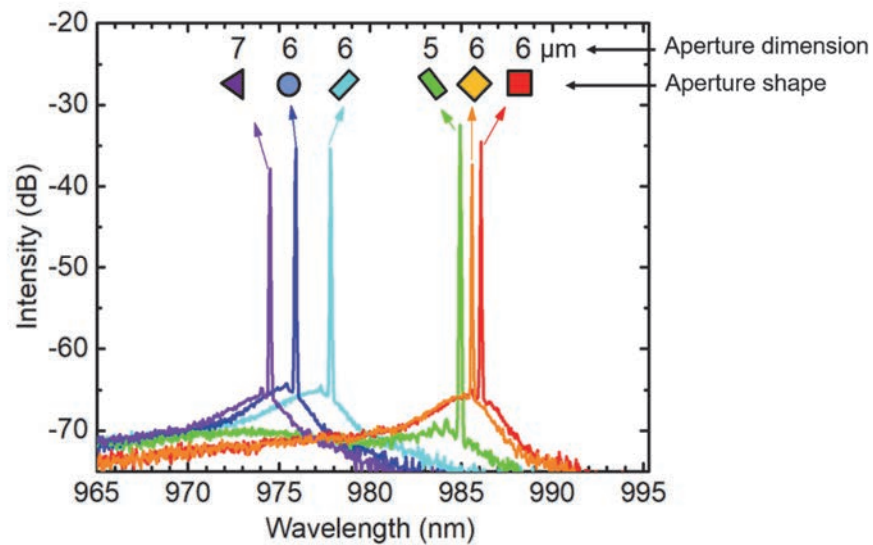 -20
7 6 6 5 6 6 µm Aperture dimension
Aperture shape
-30
-40
-50
-60
-70
Intensity (dB)
965 970 975 980 985 990 995
Wavelength (nm)